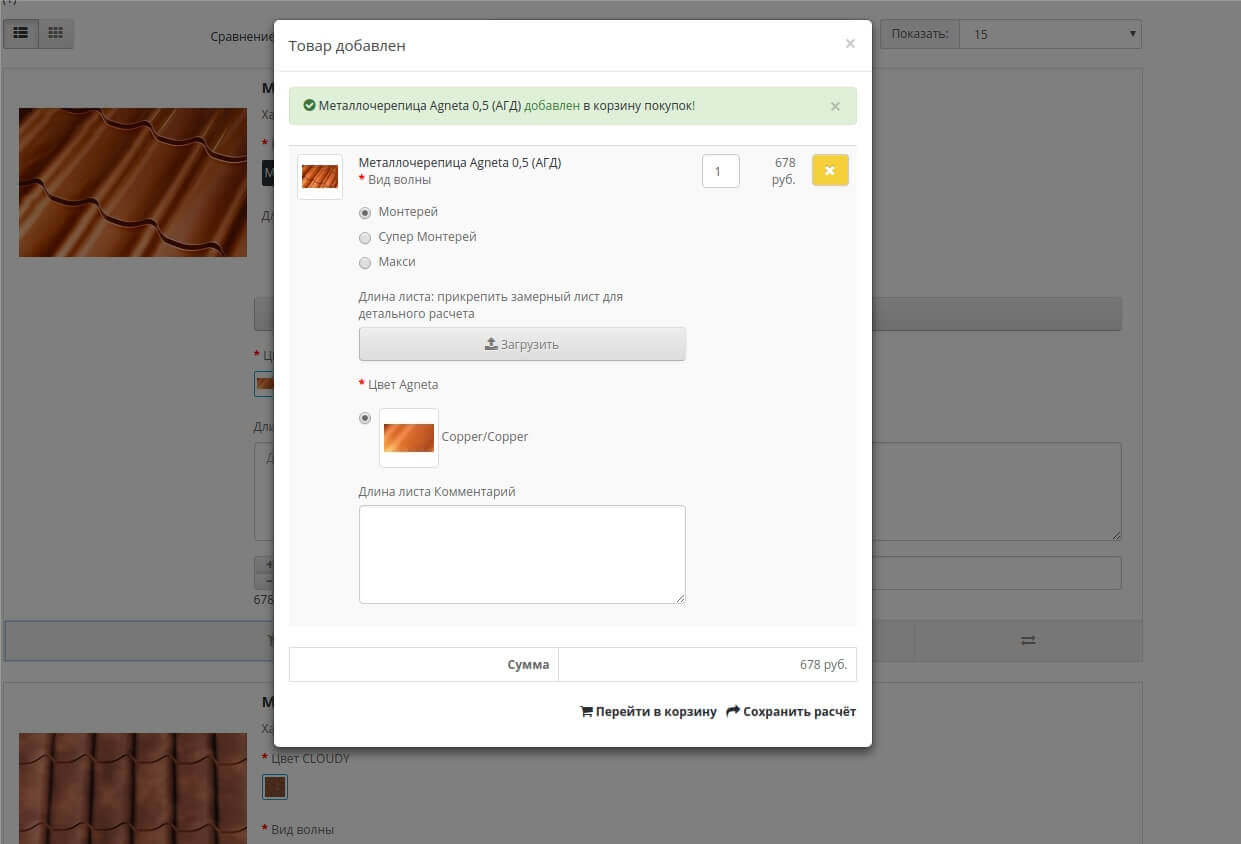 (1)
Сравнение
Показать:
15
Товар добавлен
×
Металлочерепица Agneta 0,5 (АГД) добавлен в корзину покупок!
×
Металлочерепица Agneta 0,5 (АГД)
* Вид волны
1
678
руб.
Монтерей
Супер Монтерей
Макси
Длина листа: прикрепить замерный лист для
детального расчета
Загрузить
* Цвет Agneta
Copper/Copper
Длина листа Комментарий
Сумма
678 руб.
Перейти в корзину
Сохранить расчёт
678
* Цвет CLOUDY
* Вид волны